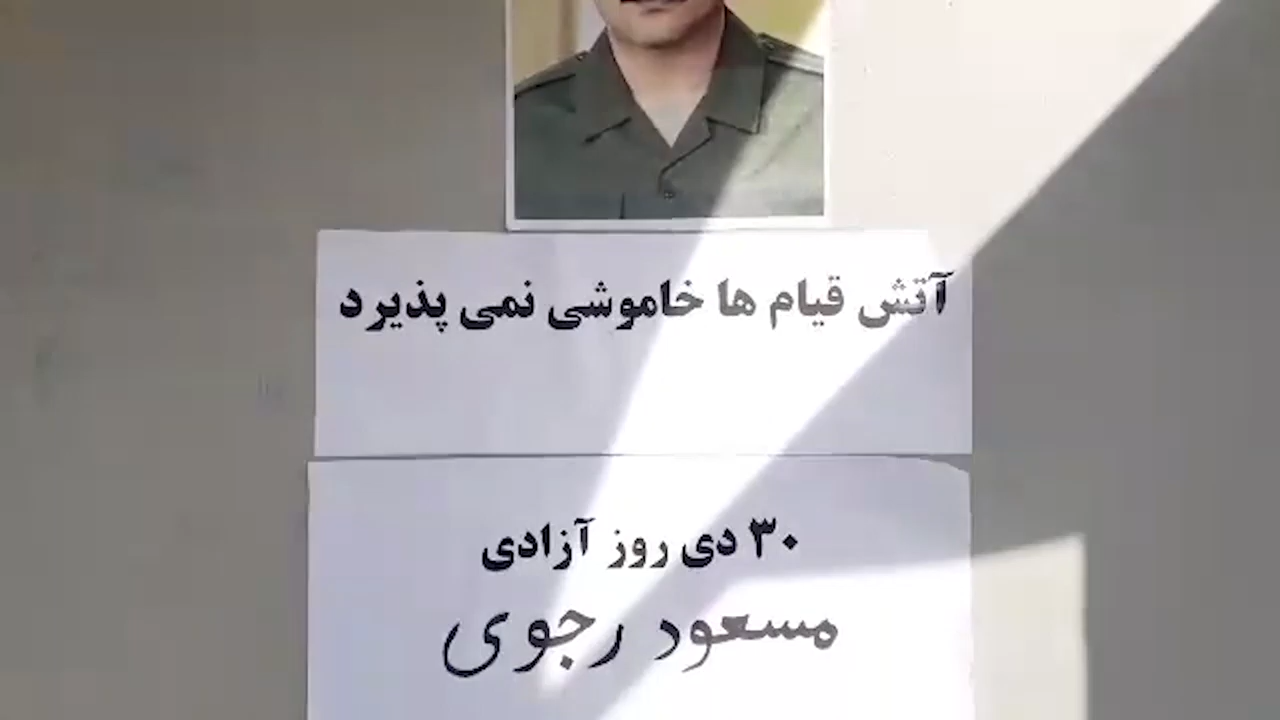 آتش قیام ها خاموشی نمی پذیرد
۳۰ دی روز آزادی
مسعود رجوی